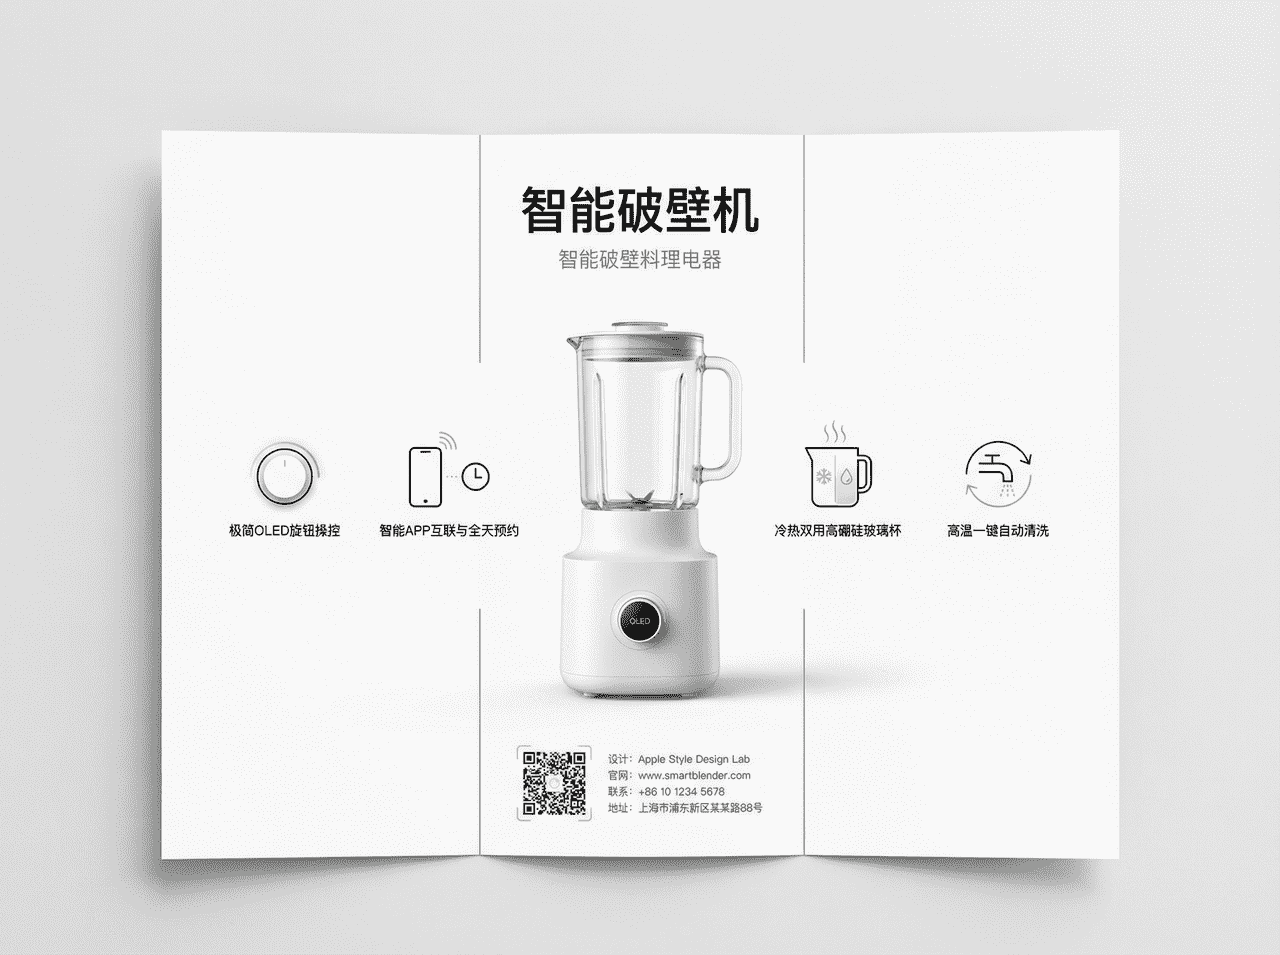 智能破壁机
智能破壁料理电器
极简OLED旋钮操控
智能APP互联与全天预约
冷热双用高硼硅玻璃杯
高温一键自动清洗
OLED
设计：Apple Style Design Lab
官网：www.smartblender.com
联系：+86 10 1234 5678
地址：上海市浦东新区某某路88号